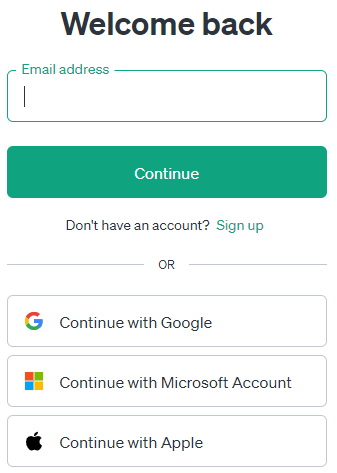 Welcome back
Email address
Continue
Don't have an account? Sign up
OR
Continue with Google
Continue with Microsoft Account
Continue with Apple